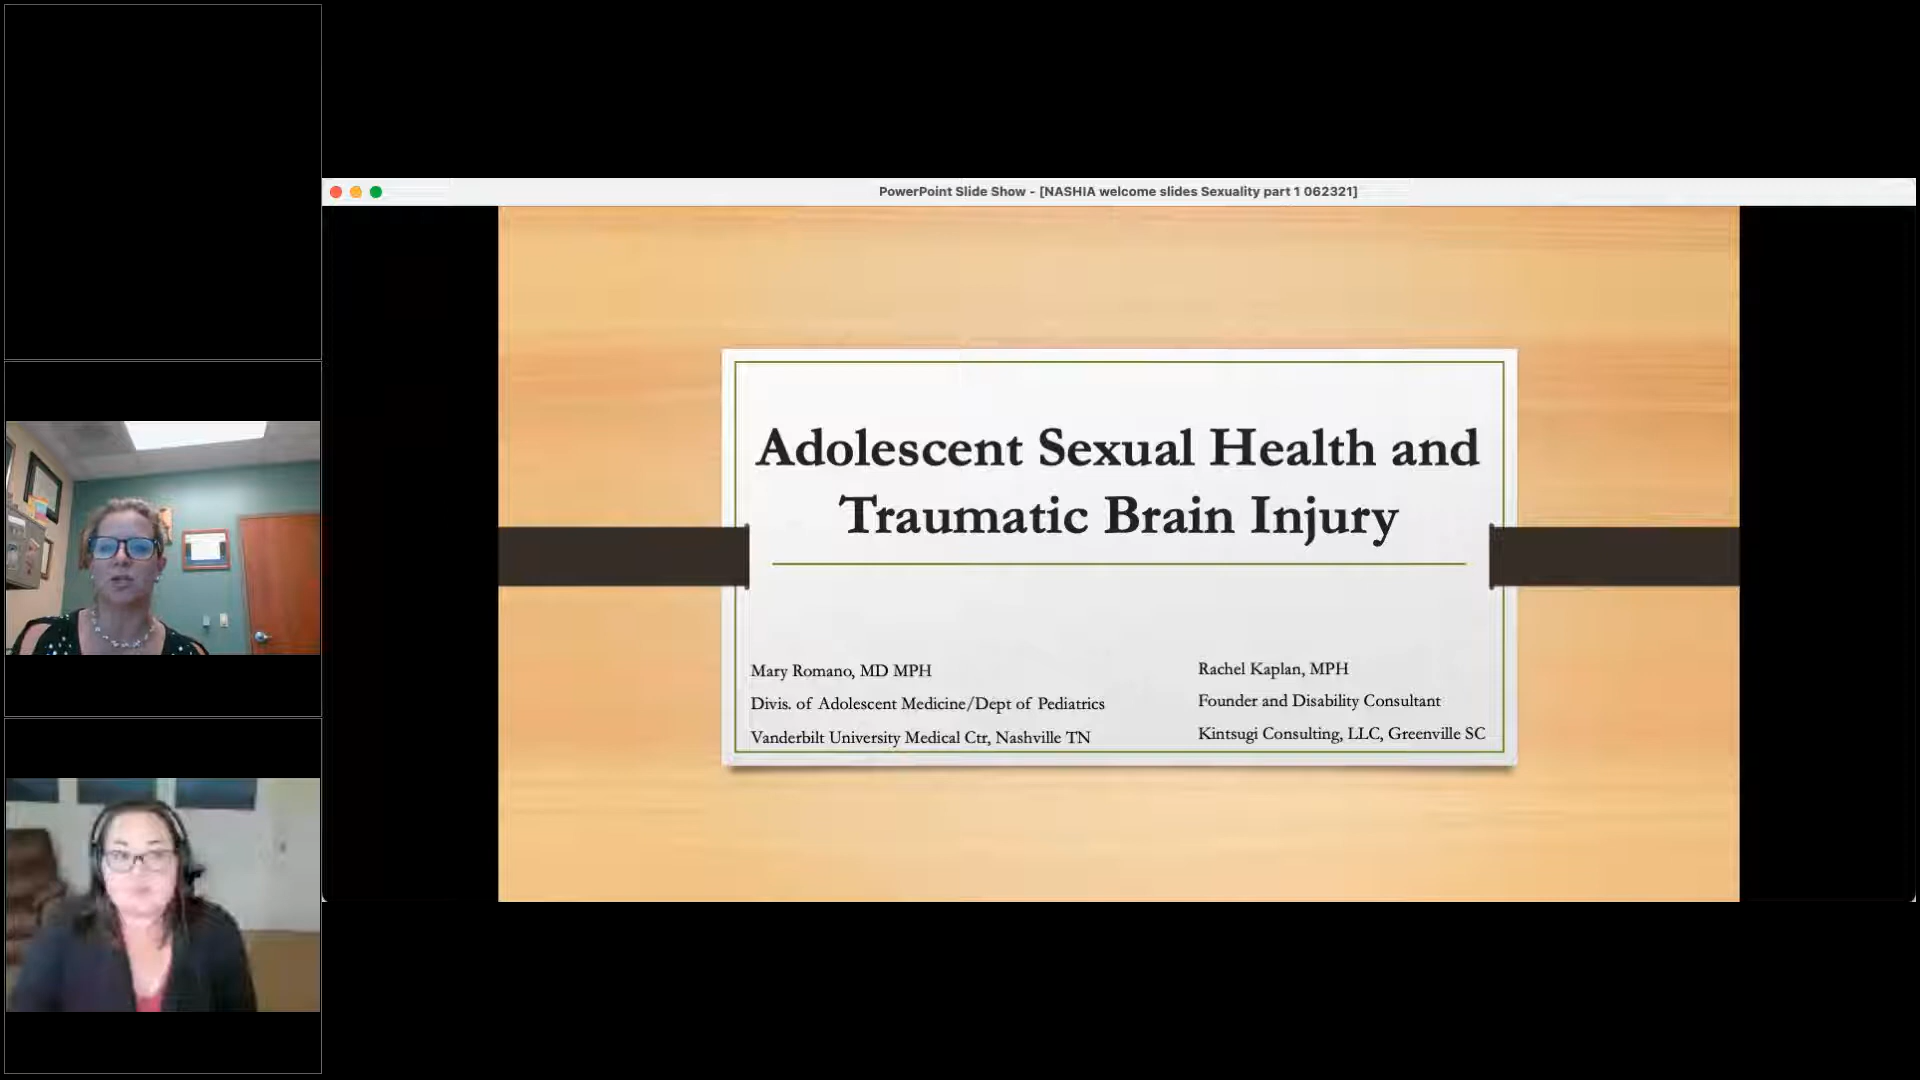 PowerPoint Slide Show - [NASHIA welcome slides Sexuality part 1 062321]
Adolescent Sexual Health and
Traumatic Brain Injury
Mary Romano, MD MPH
Divis. of Adolescent Medicine/Dept of Pediatrics
Vanderbilt University Medical Ctr, Nashville TN
Rachel Kaplan, MPH
Founder and Disability Consultant
Kintsugi Consulting, LLC, Greenville SC